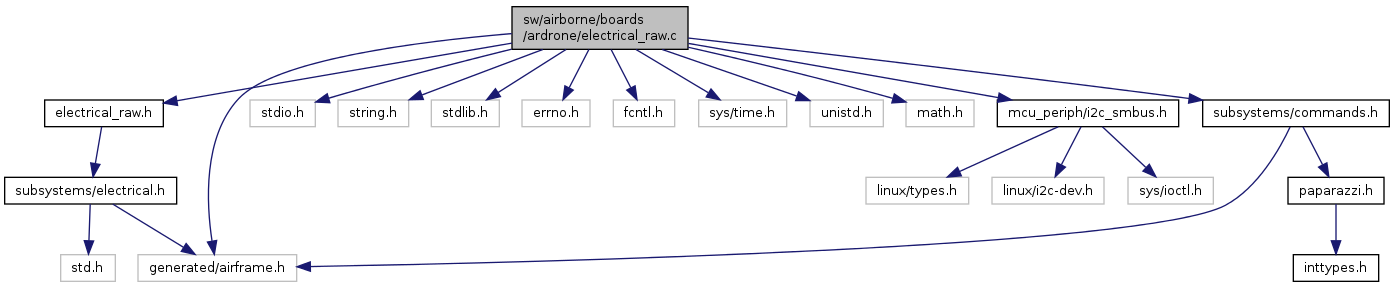 sw/airborne/boards
/ardrone/electrical_raw.c
electrical_raw.h
stdio.h
string.h
stdlib.h
errno.h
fcntl.h
sys/time.h
unistd.h
math.h
mcu_periph/i2c_smbus.h
subsystems/commands.h
subsystems/electrical.h
linux/types.h
linux/i2c-dev.h
sys/ioctl.h
paparazzi.h
std.h
generated/airframe.h
inttypes.h